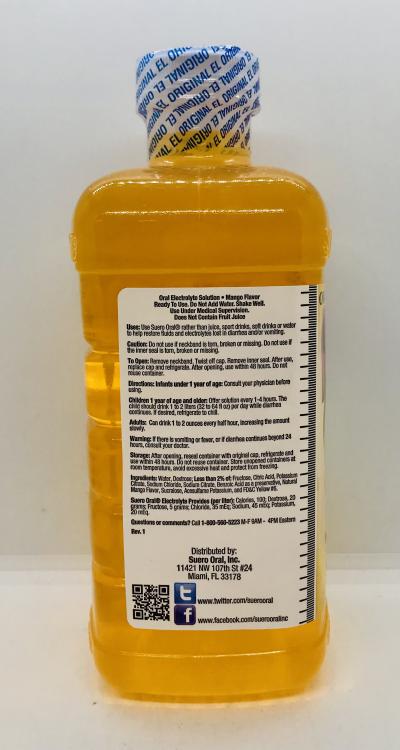 ORIGINAL EL ORIGINAL EL ORIGINAL
Oral Electrolyte Solution • Mango Flavor
Ready To Use. Do Not Add Water. Shake Well.
Use Under Medical Supervision.
Does Not Contain Fruit Juice
Uses: Use Suero Oral® rather than juice, sport drinks, soft drinks or water
to help restore fluids and electrolytes lost in diarrhea and/or vomiting.
Caution: Do not use if neckband is torn, broken or missing. Do not use if
the inner seal is torn, broken or missing.
To Open: Remove neckband. Twist off cap. Remove inner seal. After use,
replace cap and refrigerate. After opening, use within 48 hours. Do not
reuse container.
Directions: Infants under 1 year of age: Consult your physician before
using.
Children 1 year of age and elder: Offer solution every 1-4 hours. The
child should drink 1 to 2 liters (32 to 64 fl oz) per day while diarrhea
continues. If desired, refrigerate to chill.
Adults: Can drink 1 to 2 ounces every half hour, increasing the amount
slowly.
Warning: If there is vomiting or fever, or if diarrhea continues beyond 24
hours, consult your doctor.
Storage: After opening, reseal container with original cap, refrigerate and
use within 48 hours. Do not reuse container. Store unopened containers at
room temperature, avoid excessive heat and protect from freezing.
Ingredients: Water, Dextrose; Less than 2% of: Fructose, Citric Acid, Potassium
Citrate, Sodium Chloride, Sodium Citrate, Benzoic Acid as a preservative, Natural
Mango Flavor, Sucralose, Acesulfame Potassium, and FD&C Yellow #6.
Suero Oral® Electrolyte Provides (per liter): Calories, 100; Dextrose, 20
grams; Fructose, 5 grams; Chloride, 35 mEq; Sodium, 45 mEq; Potassium,
20 mEq.
Questions or comments? Call 1-800-560-5223 M-F 9AM - 4PM Eastern
Rev. 1
Distributed by:
Suero Oral, Inc.
11421 NW 107th St #24
Miami, FL 33178
t www.twitter.com/suerooral
f www.facebook.com/suerooralinc